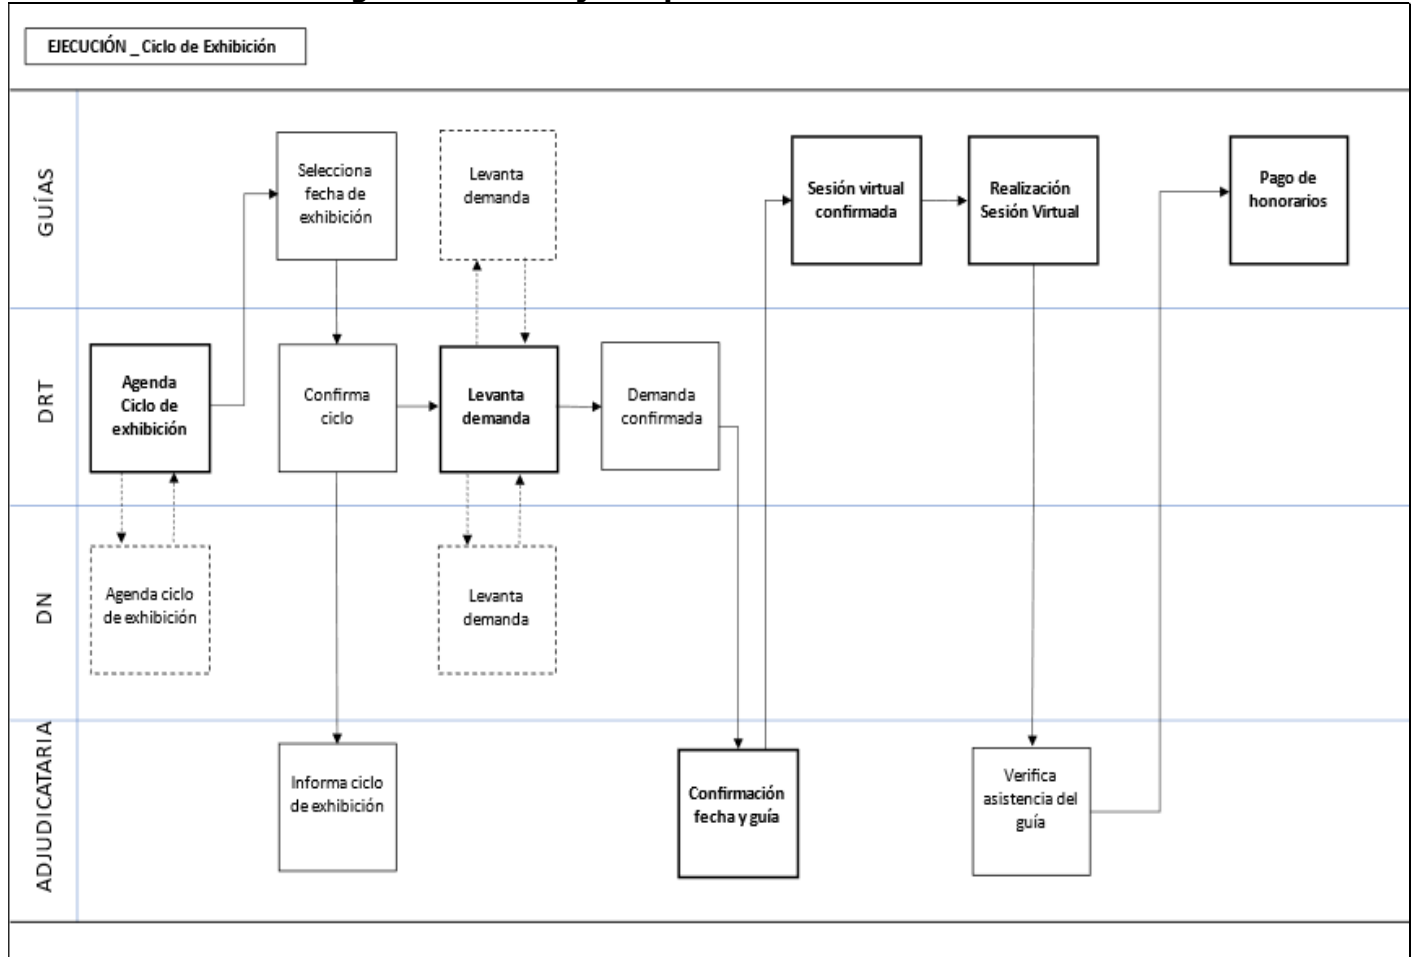 EJECUCIÓN _ Ciclo de Exhibición
GUÍAS
Selecciona
fecha de
exhibición
Levanta
demanda
Sesión virtual
confirmada
Realización
Sesión Virtual
Pago de
honorarios
DRT
Agenda
Ciclo de
exhibición
Confirma
ciclo
Levanta
demanda
Demanda
confirmada
DN
Agenda ciclo
de exhibición
Levanta
demanda
ADJUDICATARIA
Informa ciclo
de exhibición
Confirmación
fecha y guía
Verifica
asistencia del
guía